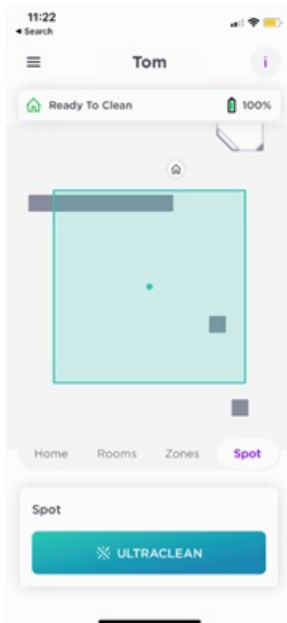 11:22
Search
Tom
i
Ready To Clean 100%
Home Rooms Zones Spot
Spot
ULTRACLEAN